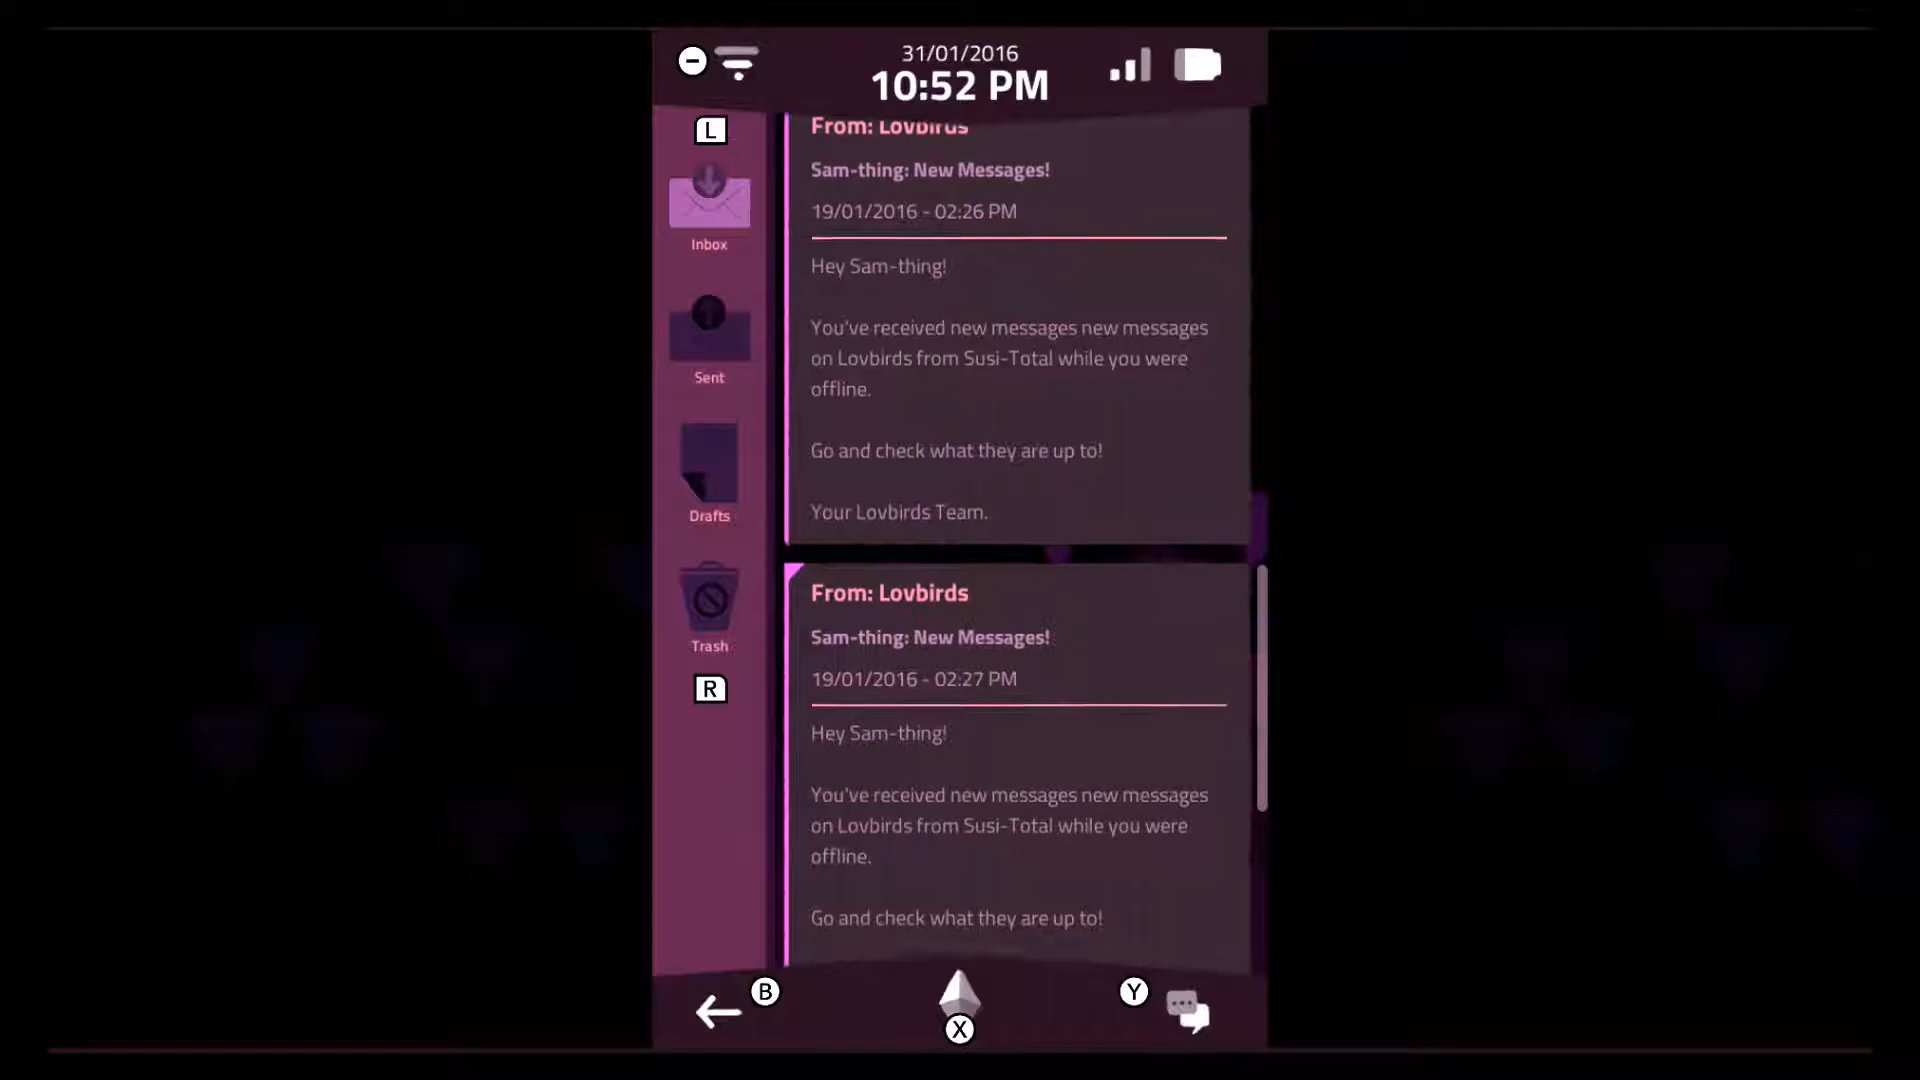 31/01/2016
10:52 PM
L
Inbox
Sent
Drafts
Trash
R
From: Lovbirds
Sam-thing: New Messages!
19/01/2016 - 02:26 PM
Hey Sam-thing!
You've received new messages new messages
on Lovbirds from Susi-Total while you were
offline.
Go and check what they are up to!
Your Lovbirds Team.
From: Lovbirds
Sam-thing: New Messages!
19/01/2016 - 02:27 PM
Hey Sam-thing!
You've received new messages new messages
on Lovbirds from Susi-Total while you were
offline.
Go and check what they are up to!
B
X
Y